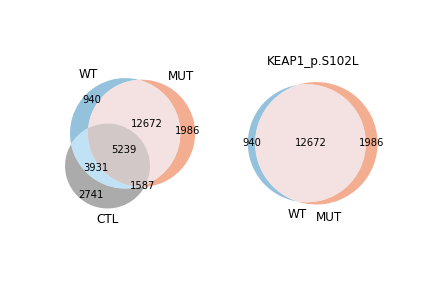 WT
MUT
940
12672
1986
5239
3931
1587
2741
CTL
KEAP1_p.S102L
940
12672
1986
WT
MUT